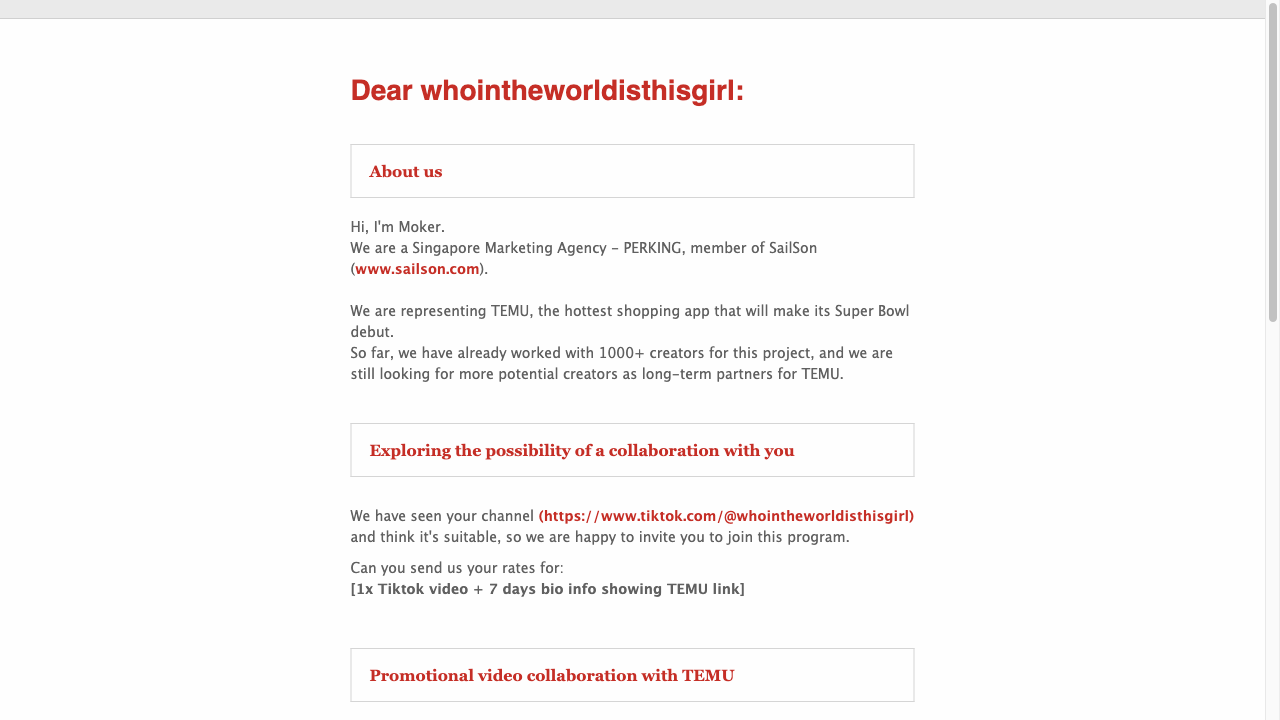 Dear whointheworldisthisgirl:
About us
Hi, I'm Moker.
We are a Singapore Marketing Agency - PERKING, member of SailSon
(www.sailson.com).
We are representing TEMU, the hottest shopping app that will make its Super Bowl
debut.
So far, we have already worked with 1000+ creators for this project, and we are
still looking for more potential creators as long-term partners for TEMU.
Exploring the possibility of a collaboration with you
We have seen your channel (https://www.tiktok.com/@whointheworldisthisgirl)
and think it's suitable, so we are happy to invite you to join this program.
Can you send us your rates for:
[1x Tiktok video + 7 days bio info showing TEMU link]
Promotional video collaboration with TEMU